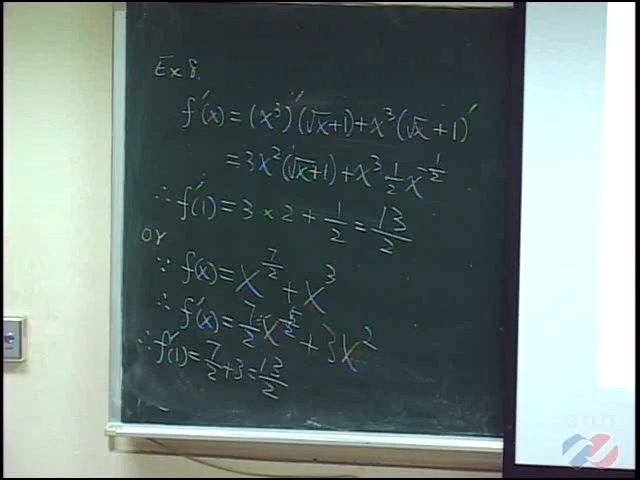 Ex 8.
f'(x) = (x³)'(√x+1)+x³(√x+1)'
= 3x²(√x+1)+x³ 1/2 x^(-1/2)
∴ f'(1) = 3 × 2 + 1/2 = 13/2
or
∵ f(x) = x^(7/2) + x³
∴ f'(x) = 7/2 x^(5/2) + 3x²
∴ f'(1) = 7/2 + 3 = 13/2